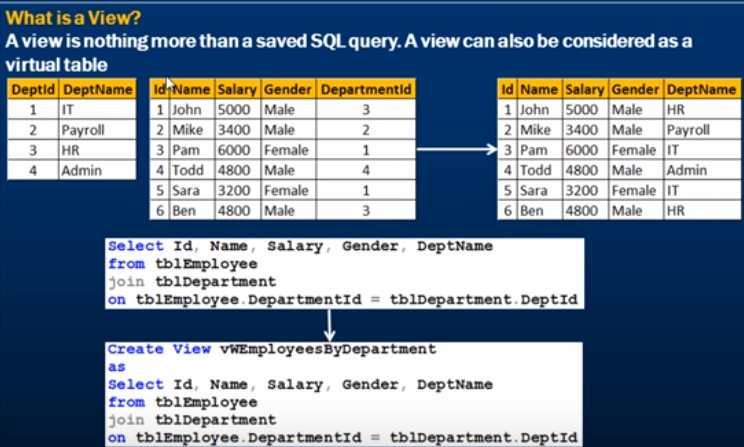 What is a View?
A view is nothing more than a saved SQL query. A view can also be considered as a
virtual table
DeptId DeptName
1 IT
2 Payroll
3 HR
4 Admin
Id Name Salary Gender DepartmentId
1 John 5000 Male 3
2 Mike 3400 Male 2
3 Pam 6000 Female 1
4 Todd 4800 Male 4
5 Sara 3200 Female 1
6 Ben 4800 Male 3
Id Name Salary Gender DeptName
1 John 5000 Male HR
2 Mike 3400 Male Payroll
3 Pam 6000 Female IT
4 Todd 4800 Male Admin
5 Sara 3200 Female IT
6 Ben 4800 Male HR
Select Id, Name, Salary, Gender, DeptName
from tblEmployee
join tblDepartment
on tblEmployee.DepartmentId = tblDepartment.DeptId
Create View vWEmployeesByDepartment
as
Select Id, Name, Salary, Gender, DeptName
from tblEmployee
join tblDepartment
on tblEmployee.DepartmentId = tblDepartment.DeptId